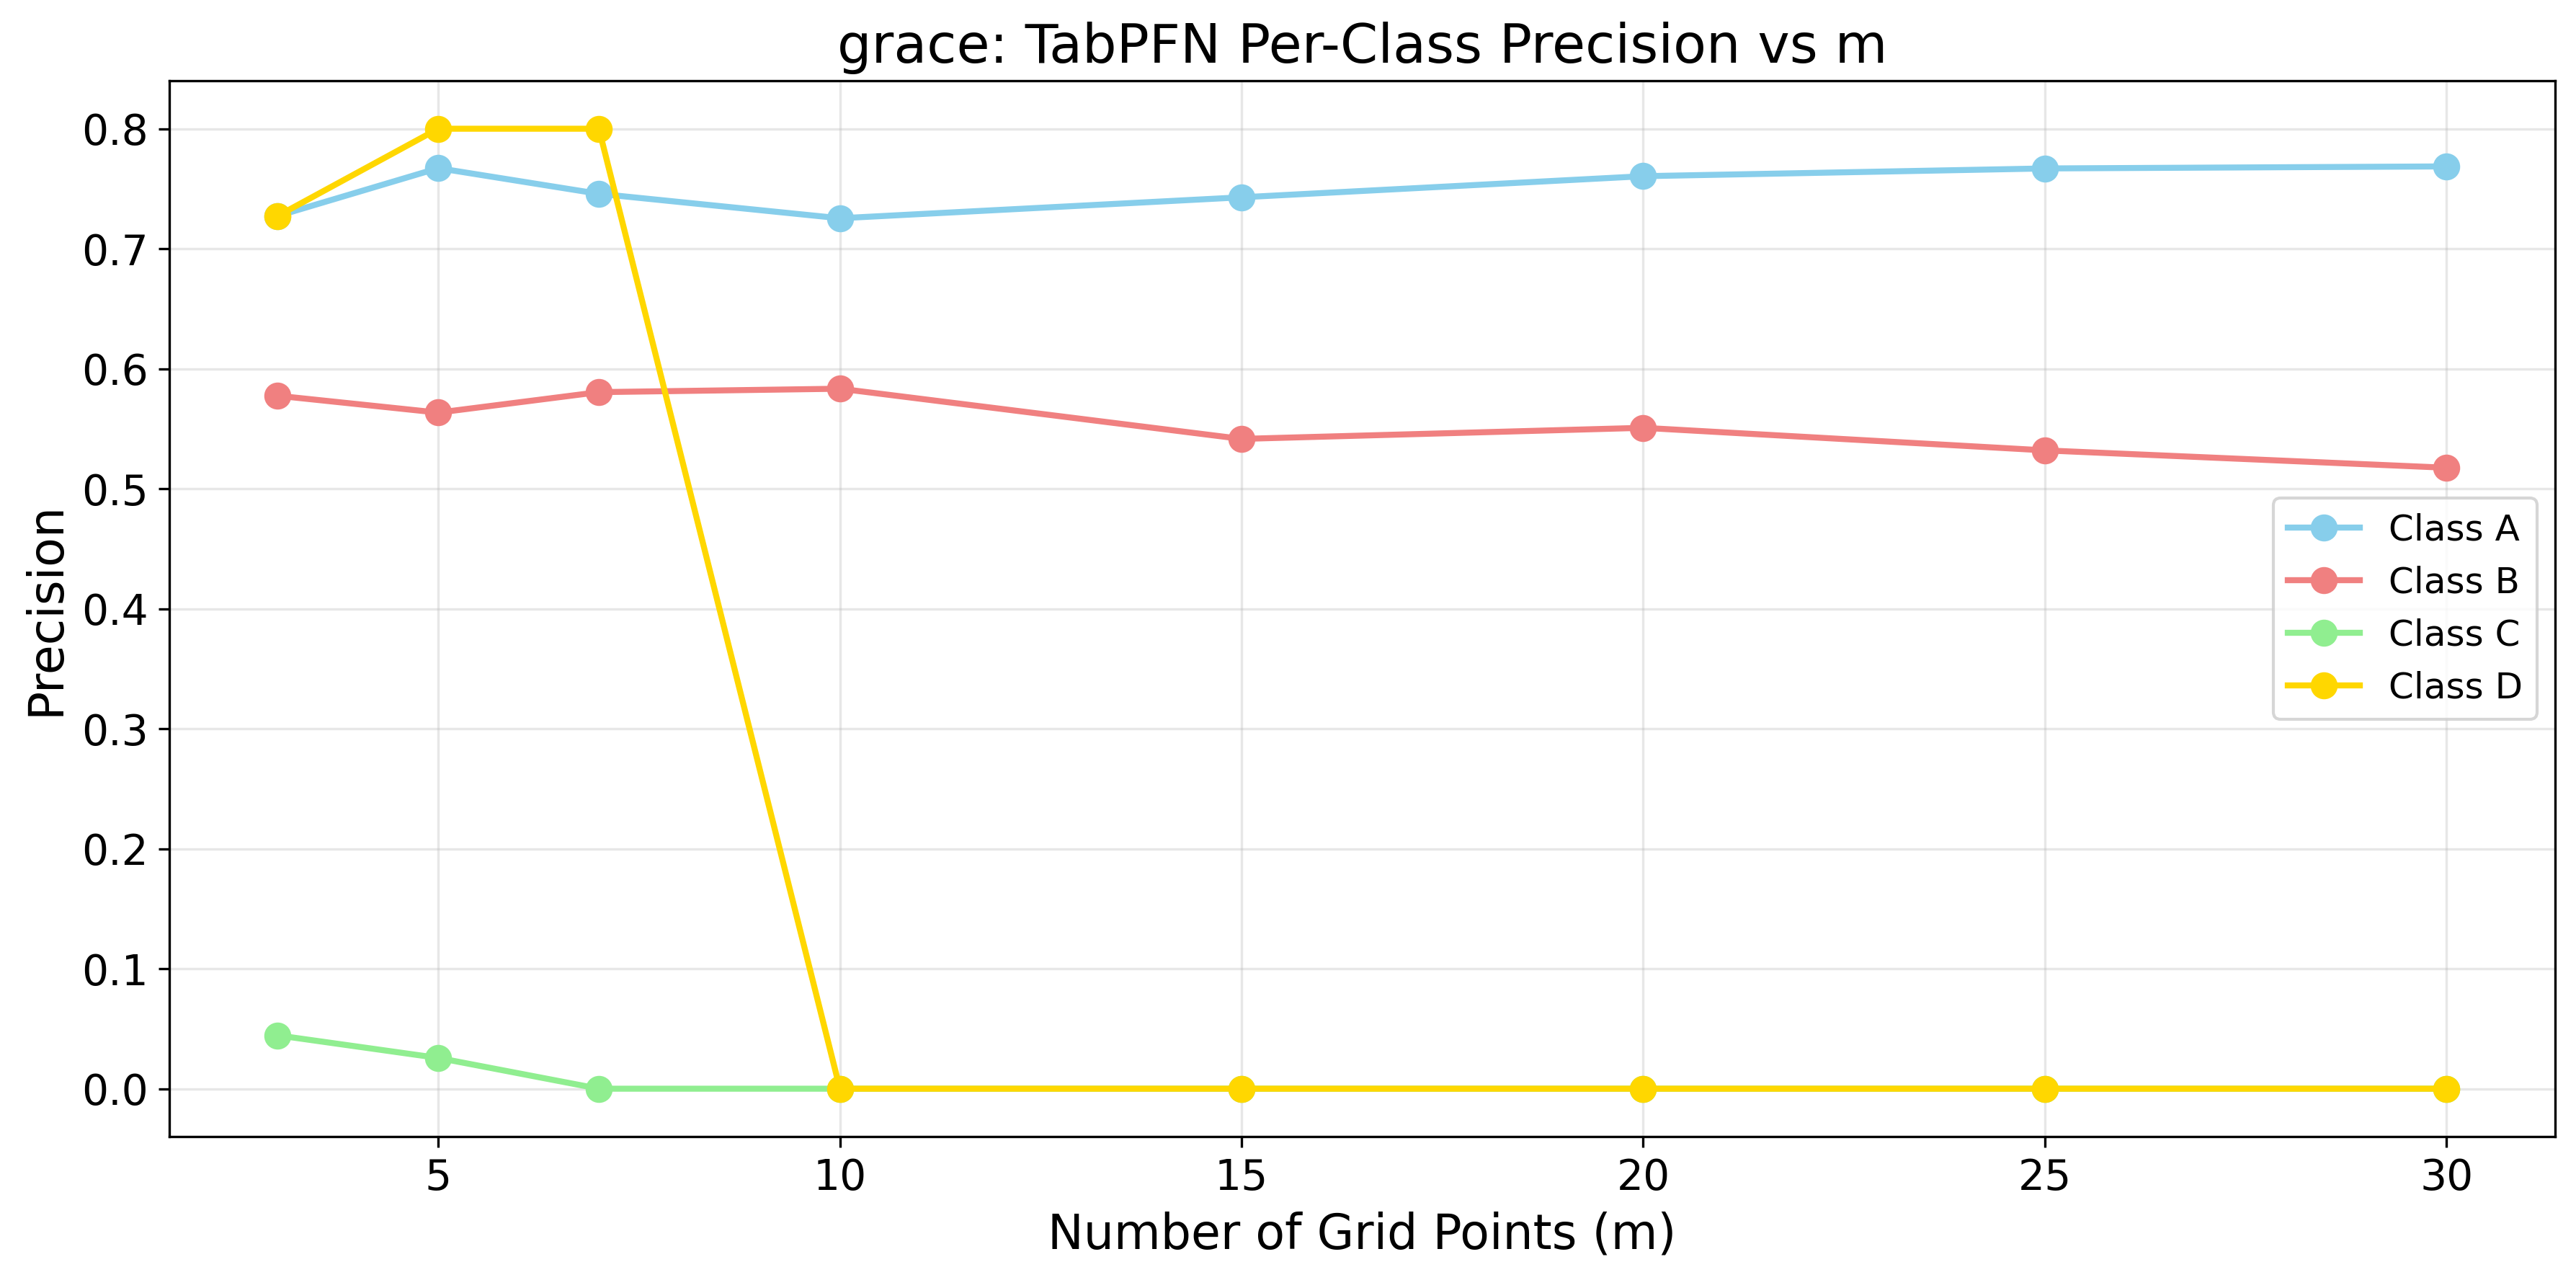 grace: TabPFN Per-Class Precision vs m
0.8
0.7
0.6
0.5
0.4
0.3
0.2
0.1
0.0
Precision
Class A
Class B
Class C
Class D
5 10 15 20 25 30
Number of Grid Points (m)